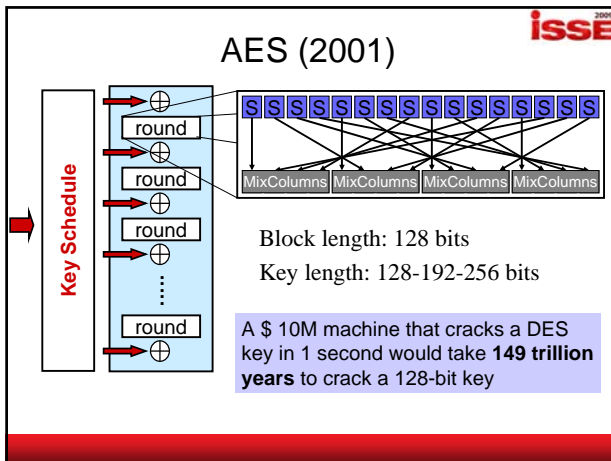 isse
2009
AES (2001)
Key Schedule
round
round
round
round
S S S S S S S S S S S S S S S S
MixColumns MixColumns MixColumns MixColumns
Block length: 128 bits
Key length: 128-192-256 bits
A $ 10M machine that cracks a DES
key in 1 second would take 149 trillion
years to crack a 128-bit key